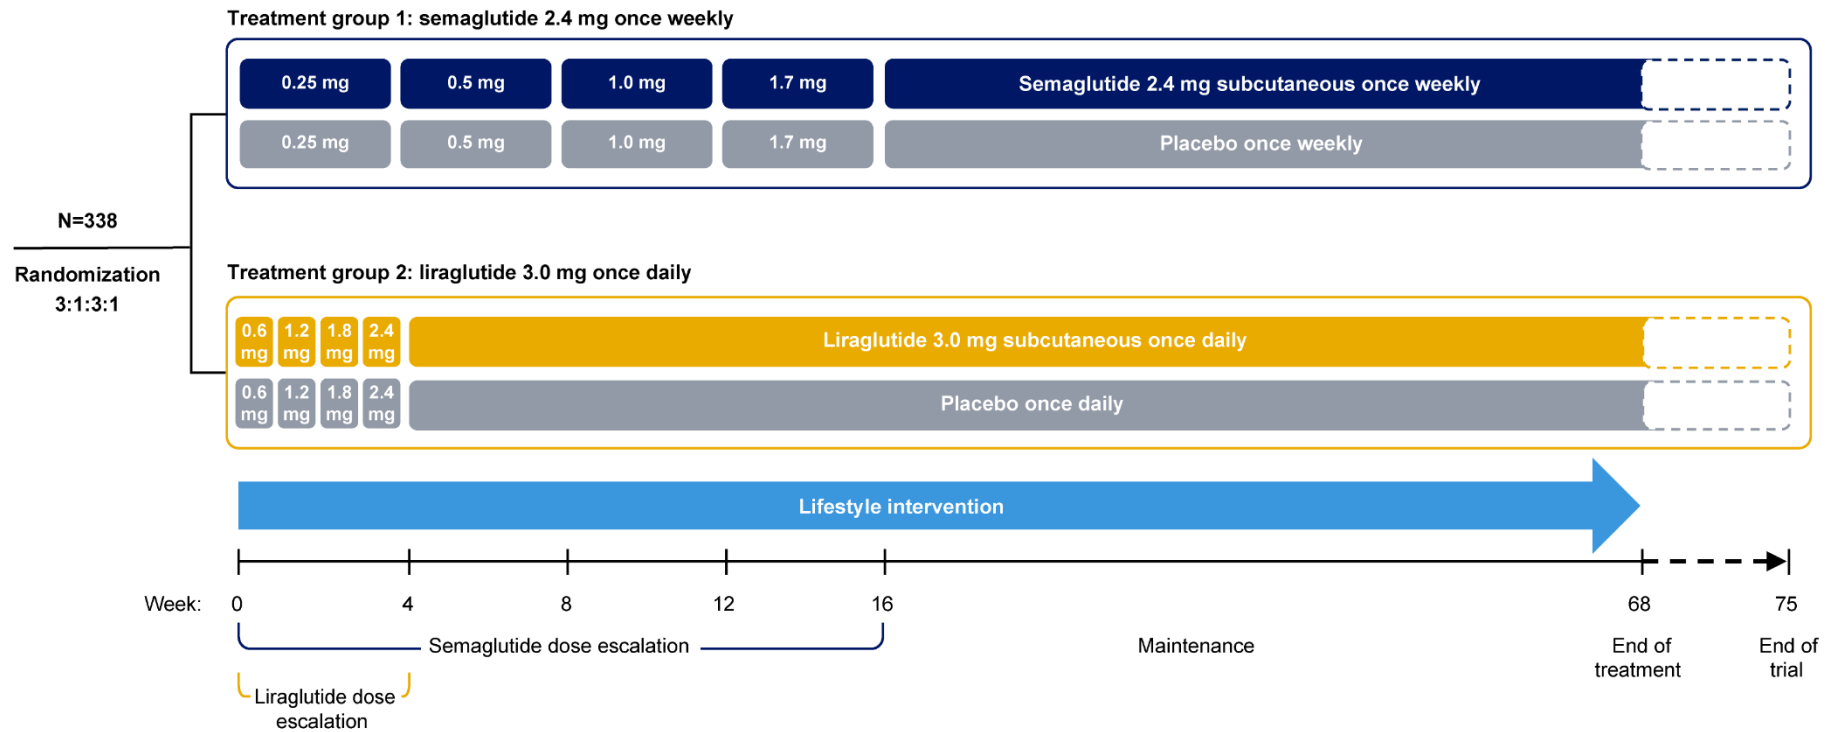 Treatment group 1: semaglutide 2.4 mg once weekly
0.25 mg
0.5 mg
1.0 mg
1.7 mg
Semaglutide 2.4 mg subcutaneous once weekly
0.25 mg
0.5 mg
1.0 mg
1.7 mg
Placebo once weekly
N=338
Randomization
3:1:3:1
Treatment group 2: liraglutide 3.0 mg once daily
0.6
mg
1.2
mg
1.8
mg
2.4
mg
Liraglutide 3.0 mg subcutaneous once daily
0.6
mg
1.2
mg
1.8
mg
2.4
mg
Placebo once daily
Lifestyle intervention
Week:
0
4
8
12
16
68
75
Semaglutide dose escalation
Maintenance
End of
treatment
End of
trial
Liraglutide dose
escalation